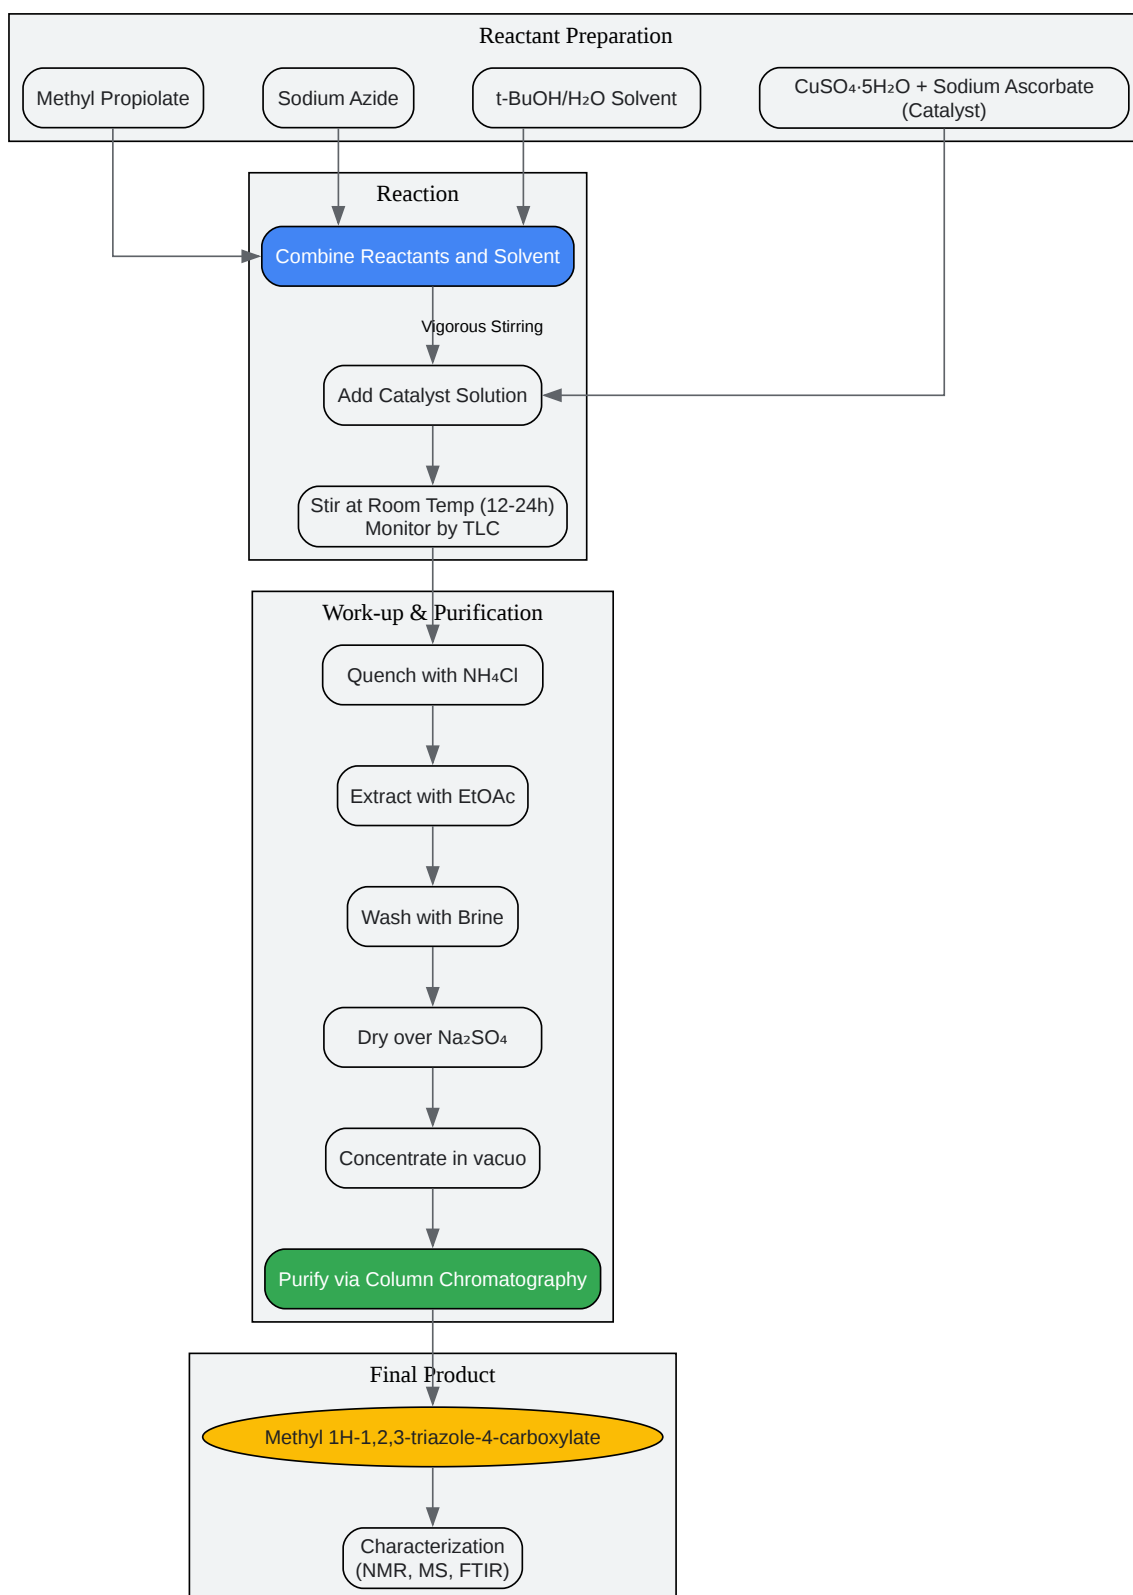 Reactant Preparation
Methyl Propiolate
Sodium Azide
t-BuOH/H₂O Solvent
CuSO₄·5H₂O + Sodium Ascorbate
(Catalyst)
Reaction
Combine Reactants and Solvent
Vigorous Stirring
Add Catalyst Solution
Stir at Room Temp (12-24h)
Monitor by TLC
Work-up & Purification
Quench with NH₄Cl
Extract with EtOAc
Wash with Brine
Dry over Na₂SO₄
Concentrate in vacuo
Purify via Column Chromatography
Final Product
Methyl 1H-1,2,3-triazole-4-carboxylate
Characterization
(NMR, MS, FTIR)